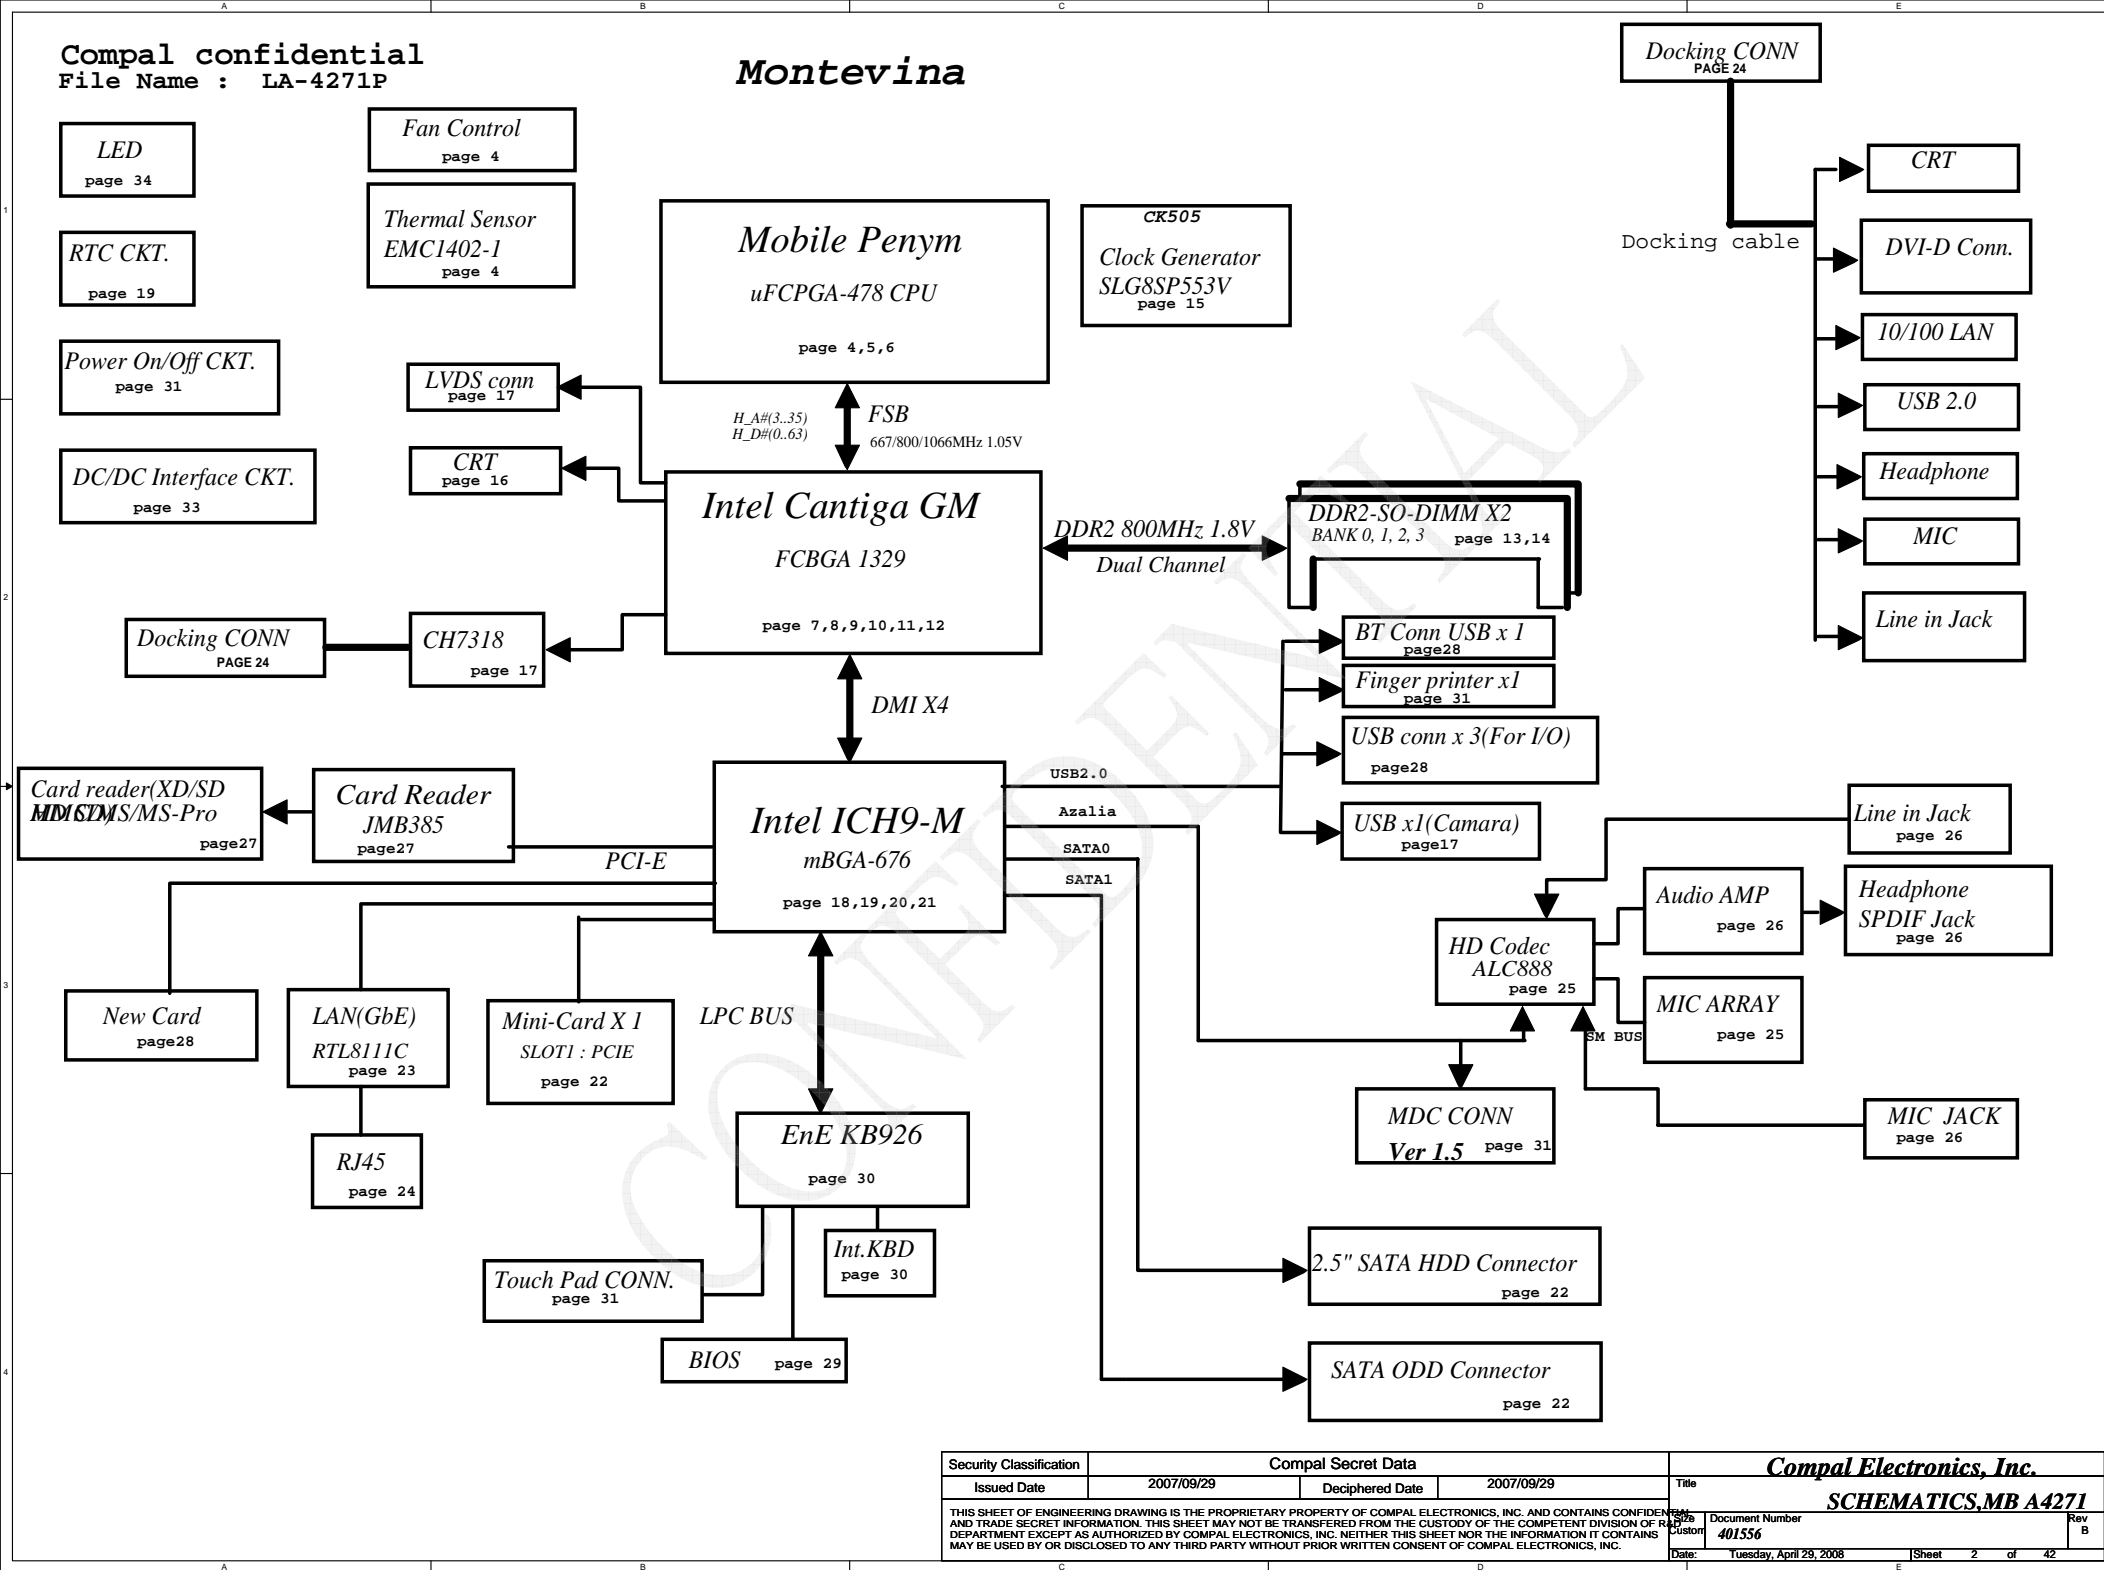 A B C D E
Compal confidential
File Name : LA-4271P
Montevina
Docking CONN
PAGE 24
Docking cable
CRT
DVI-D Conn.
10/100 LAN
USB 2.0
Headphone
MIC
Line in Jack
LED
page 34
RTC CKT.
page 19
Power On/Off CKT.
page 31
DC/DC Interface CKT.
page 33
Fan Control
page 4
Thermal Sensor
EMC1402-1
page 4
Mobile Penym
uFCPGA-478 CPU
page 4,5,6
CK505
Clock Generator
SLG8SP553V
page 15
LVDS conn
page 17
CRT
page 16
H_A#(3..35)
H_D#(0..63)
FSB
667/800/1066MHz 1.05V
Intel Cantiga GM
FCBGA 1329
page 7,8,9,10,11,12
DDR2 800MHz 1.8V
Dual Channel
DDR2-SO-DIMM X2
BANK 0, 1, 2, 3 page 13,14
Docking CONN
PAGE 24
CH7318
page 17
DMI X4
BT Conn USB x 1
page28
Finger printer x1
page 31
USB conn x 3(For I/O)
page28
USB x1(Camara)
page17
Card reader(XD/SD
/MS/MS-Pro
page27
Card Reader
JMB385
page27
PCI-E
Intel ICH9-M
mBGA-676
page 18,19,20,21
USB2.0
Azalia
SATA0
SATA1
Line in Jack
page 26
Audio AMP
page 26
Headphone
SPDIF Jack
page 26
HD Codec
ALC888
page 25
MIC ARRAY
page 25
SM BUS
MDC CONN
Ver 1.5 page 31
MIC JACK
page 26
New Card
page28
LAN(GbE)
RTL8111C
page 23
RJ45
page 24
Mini-Card X 1
SLOT1 : PCIE
page 22
LPC BUS
EnE KB926
page 30
Touch Pad CONN.
page 31
Int.KBD
page 30
BIOS page 29
2.5" SATA HDD Connector
page 22
SATA ODD Connector
page 22
CONFIDENTIAL
1
2
3
4
Security Classification
Compal Secret Data
Issued Date
2007/09/29
Deciphered Date
2007/09/29
THIS SHEET OF ENGINEERING DRAWING IS THE PROPRIETARY PROPERTY OF COMPAL ELECTRONICS, INC. AND CONTAINS CONFIDENTIAL
AND TRADE SECRET INFORMATION. THIS SHEET MAY NOT BE TRANSFERED FROM THE CUSTODY OF THE COMPETENT DIVISION OF R&D
DEPARTMENT EXCEPT AS AUTHORIZED BY COMPAL ELECTRONICS, INC. NEITHER THIS SHEET NOR THE INFORMATION IT CONTAINS
MAY BE USED BY OR DISCLOSED TO ANY THIRD PARTY WITHOUT PRIOR WRITTEN CONSENT OF COMPAL ELECTRONICS, INC.
Compal Electronics, Inc.
Title
SCHEMATICS,MB A4271
Size
Custom
Document Number
401556
Rev
B
Date: Tuesday, April 29, 2008
Sheet 2 of 42
A B C D E